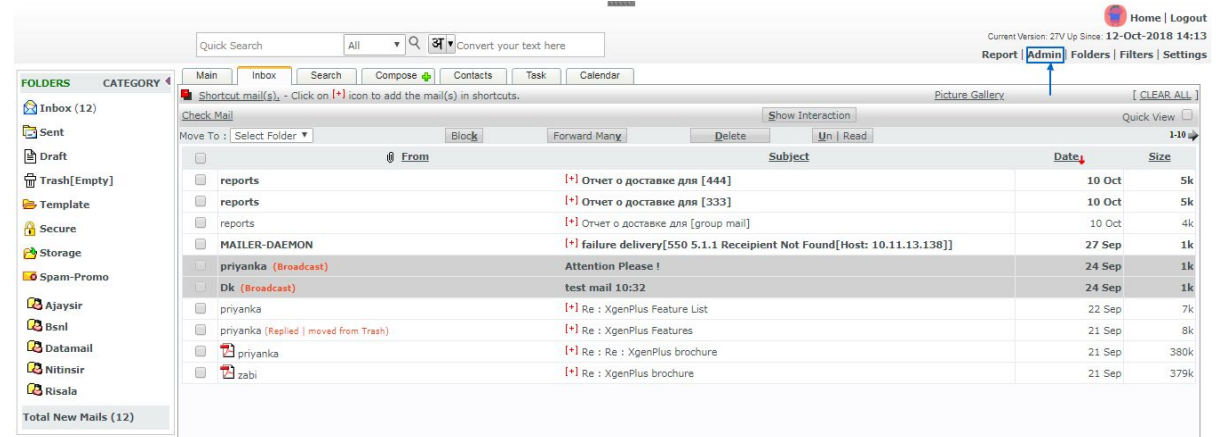 Home | Logout
Current Version: 27V Up Since: 12-Oct-2018 14:13
Quick Search All अ Convert your text here
Report | Admin | Folders | Filters | Settings
FOLDERS CATEGORY
Main Inbox Search Compose Contacts Task Calendar
Shortcut mail(s). - Click on [+] icon to add the mail(s) in shortcuts. Picture Gallery [ CLEAR ALL ]
Inbox (12)
Sent
Draft
Trash[Empty]
Template
Secure
Storage
Spam-Promo
Ajaysir
Bsnl
Datamail
Nitinsir
Risala
Total New Mails (12)
Check Mail Show Interaction Quick View
Move To : Select Folder Block Forward Many Delete Un | Read 1-10
From Subject Date Size
reports [+] Отчет о доставке для [444] 10 Oct 5k
reports [+] Отчет о доставке для [333] 10 Oct 5k
reports [+] Отчет о доставке для [group mail] 10 Oct 4k
MAILER-DAEMON [+] failure delivery[550 5.1.1 Receipient Not Found[Host: 10.11.13.138]] 27 Sep 1k
priyanka (Broadcast) Attention Please ! 24 Sep 1k
Dk (Broadcast) test mail 10:32 24 Sep 1k
priyanka [+] Re : XgenPlus Feature List 22 Sep 7k
priyanka (Replied | moved from Trash) [+] Re : XgenPlus Features 21 Sep 8k
priyanka [+] Re : Re : XgenPlus brochure 21 Sep 380k
zabi [+] Re : XgenPlus brochure 21 Sep 379k